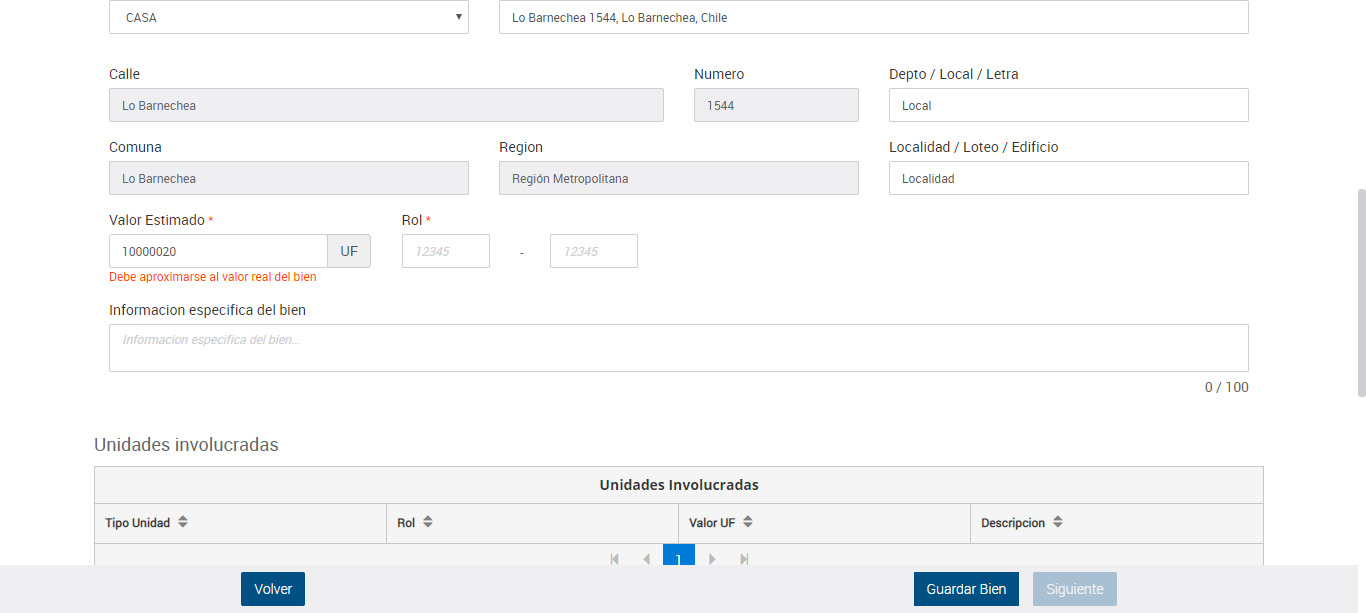 CASA
Lo Barnechea 1544, Lo Barnechea, Chile
Calle
Numero
Depto / Local / Letra
Lo Barnechea
1544
Local
Comuna
Region
Localidad / Loteo / Edificio
Lo Barnechea
Región Metropolitana
Localidad
Valor Estimado *
Rol *
10000020
UF
12345
-
12345
Debe aproximarse al valor real del bien
Informacion especifica del bien
Informacion especifica del bien...
0 / 100
Unidades involucradas
Unidades Involucradas
Tipo Unidad
Rol
Valor UF
Descripcion
1
Volver
Guardar Bien
Siguiente